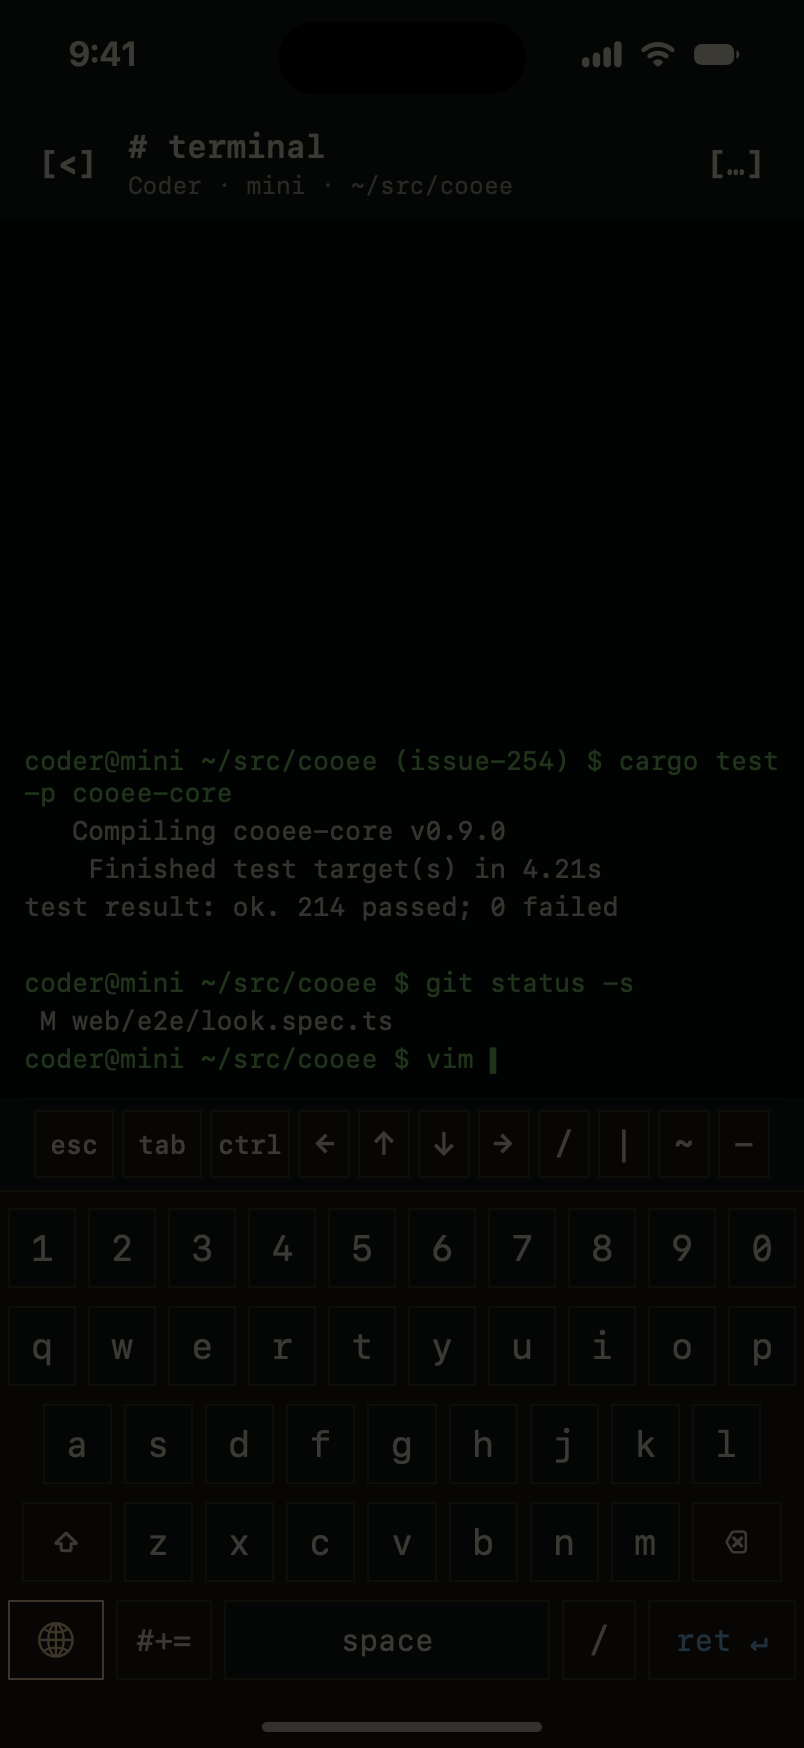 9:41
[<] # terminal […]
Coder · mini · ~/src/cooee
coder@mini ~/src/cooee (issue-254) $ cargo test
-p cooee-core
   Compiling cooee-core v0.9.0
    Finished test target(s) in 4.21s
test result: ok. 214 passed; 0 failed
coder@mini ~/src/cooee $ git status -s
 M web/e2e/look.spec.ts
coder@mini ~/src/cooee $ vim
esc tab ctrl ← ↑ ↓ → / | ~ —
1 2 3 4 5 6 7 8 9 0
q w e r t y u i o p
a s d f g h j k l
z x c v b n m
#+= space / ret ↵